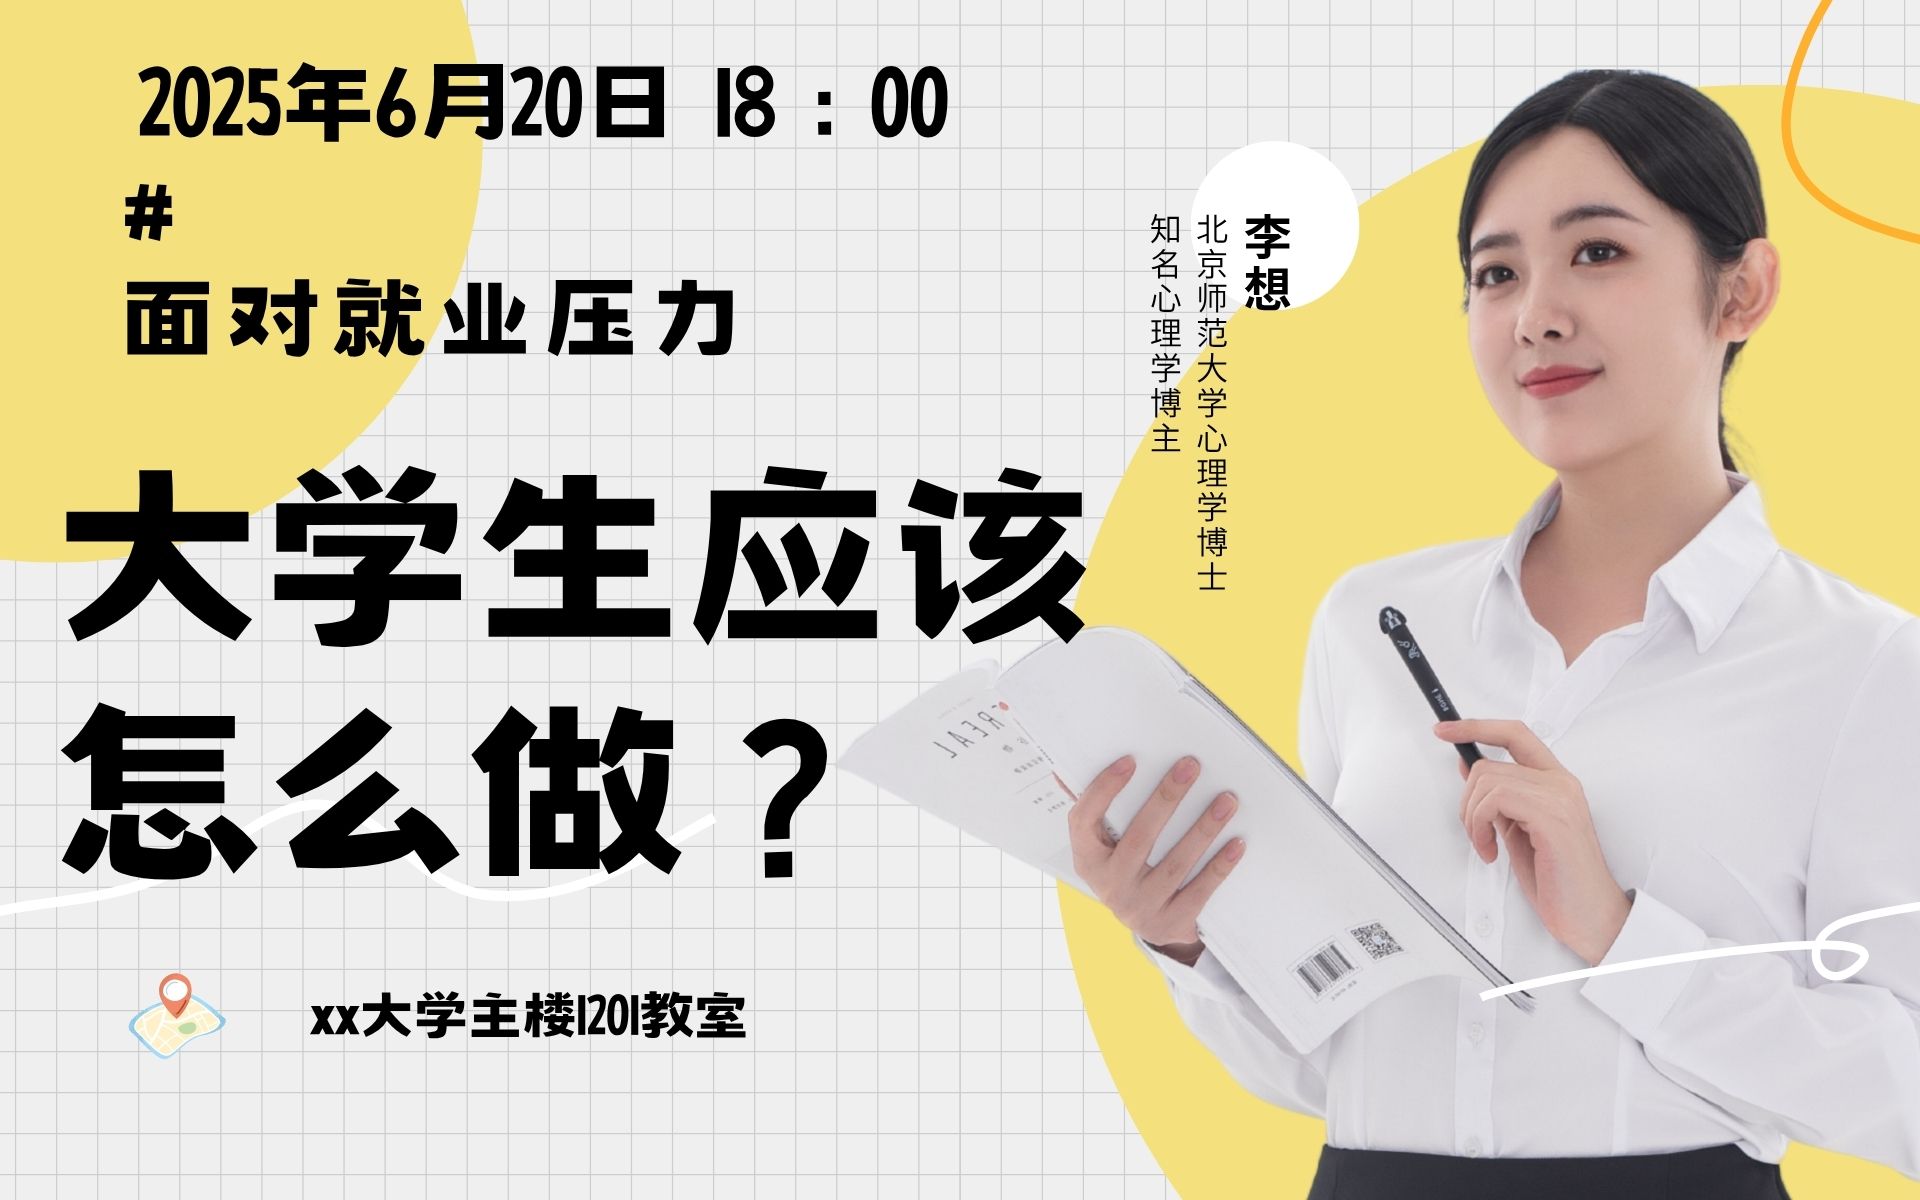 2025年6月20日 18：00
#
面对就业压力
李想
北京师范大学心理学博士
知名心理学博主
大学生应该
怎么做？
xx大学主楼1201教室
REAL